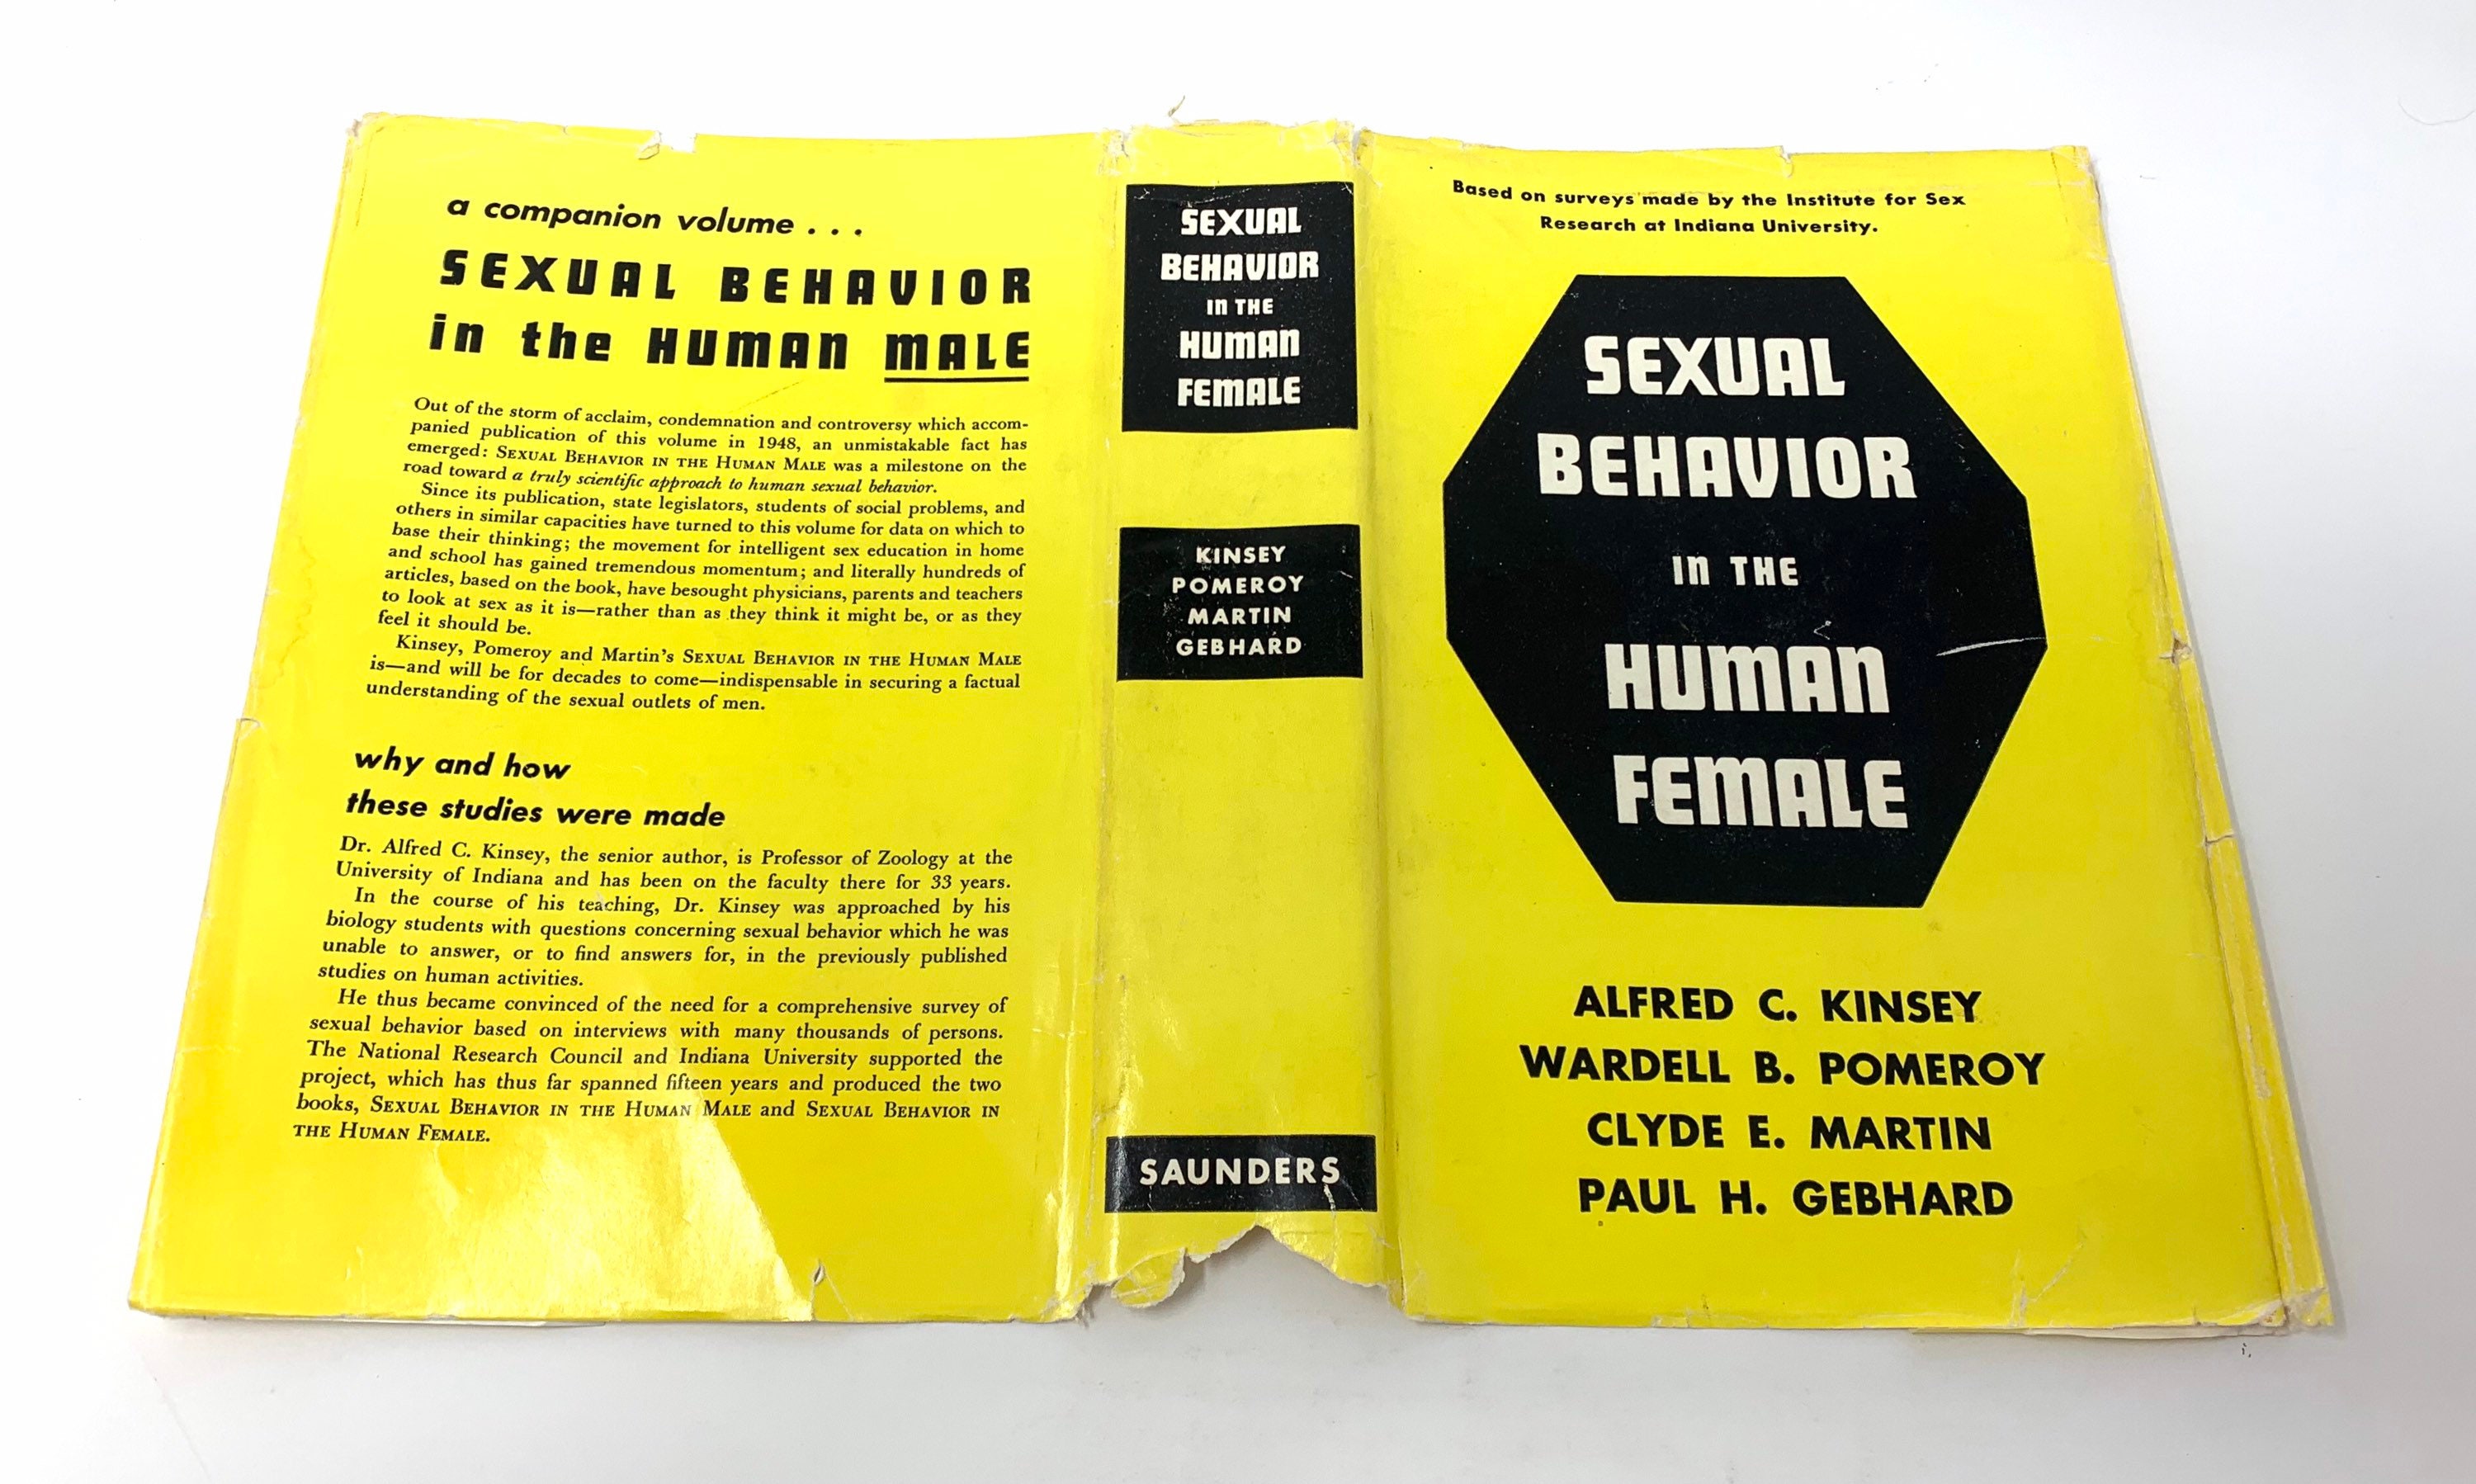 a companion volume . . .
SEXUAL BEHAVIOR
in the HUMAN MALE
Out of the storm of acclaim, condemnation and controversy which accom-
panied publication of this volume in 1948, an unmistakable fact has
emerged: SEXUAL BEHAVIOR IN THE HUMAN MALE was a milestone on the
road toward a truly scientific approach to human sexual behavior.
Since its publication, state legislators, students of social problems, and
others in similar capacities have turned to this volume for data on which to
base their thinking; the movement for intelligent sex education in home
and school has gained tremendous momentum; and literally hundreds of
articles, based on the book, have besought physicians, parents and teachers
to look at sex as it is—rather than as they think it might be, or as they
feel it should be.
Kinsey, Pomeroy and Martin's SEXUAL BEHAVIOR IN THE HUMAN MALE
is—and will be for decades to come—indispensable in securing a factual
understanding of the sexual outlets of men.
why and how
these studies were made
Dr. Alfred C. Kinsey, the senior author, is Professor of Zoology at the
University of Indiana and has been on the faculty there for 33 years.
In the course of his teaching, Dr. Kinsey was approached by his
biology students with questions concerning sexual behavior which he was
unable to answer, or to find answers for, in the previously published
studies on human activities.
He thus became convinced of the need for a comprehensive survey of
sexual behavior based on interviews with many thousands of persons.
The National Research Council and Indiana University supported the
project, which has thus far spanned fifteen years and produced the two
books, SEXUAL BEHAVIOR IN THE HUMAN MALE and SEXUAL BEHAVIOR IN
THE HUMAN FEMALE.
SEXUAL
BEHAVIOR
IN THE
HUMAN
FEMALE
KINSEY
POMEROY
MARTIN
GEBHARD
SAUNDERS
Based on surveys made by the Institute for Sex
Research at Indiana University.
SEXUAL
BEHAVIOR
IN THE
HUMAN
FEMALE
ALFRED C. KINSEY
WARDELL B. POMEROY
CLYDE E. MARTIN
PAUL H. GEBHARD